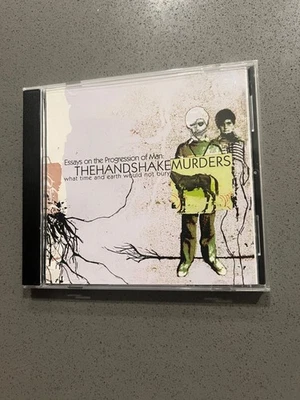 Essays on the Progression of Man
THEHANDSHAKEMURDERS
what time and earth would not bury